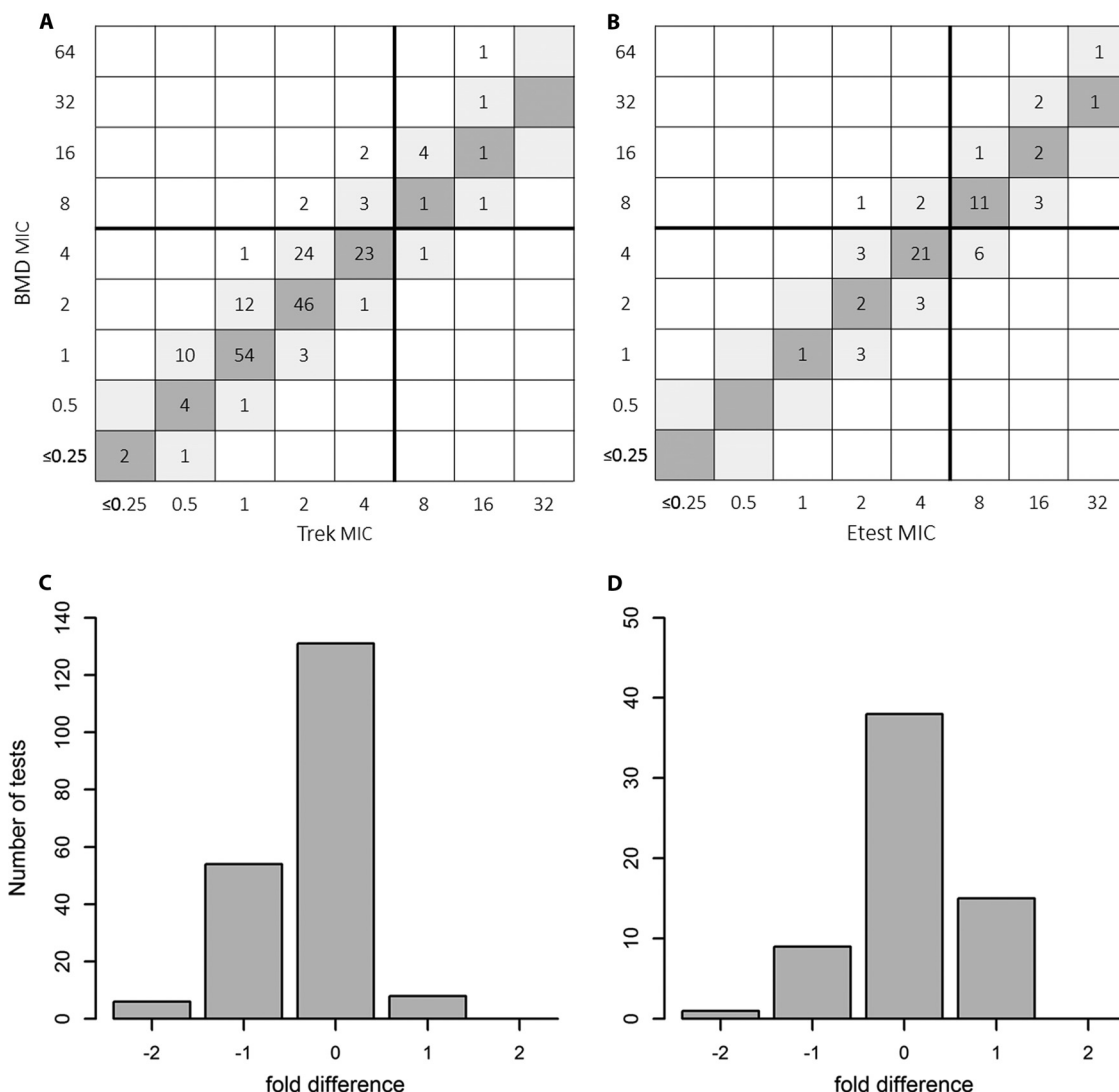 A
B
64 1
32 1
16 2 4 1
8 2 3 1 1
4 1 24 23 1
2 12 46 1
1 10 54 3
0.5 4 1
≤0.25 2 1
≤0.25 0.5 1 2 4 8 16 32
BMD MIC
Trek MIC
64 1
32 2 1
16 1 2
8 1 2 11 3
4 3 21 6
2 2 3
1 1 3
0.5
≤0.25
≤0.25 0.5 1 2 4 8 16 32
Etest MIC
C
140
120
100
80
60
40
20
0
Number of tests
-2 -1 0 1 2
fold difference
D
50
40
30
20
10
0
-2 -1 0 1 2
fold difference